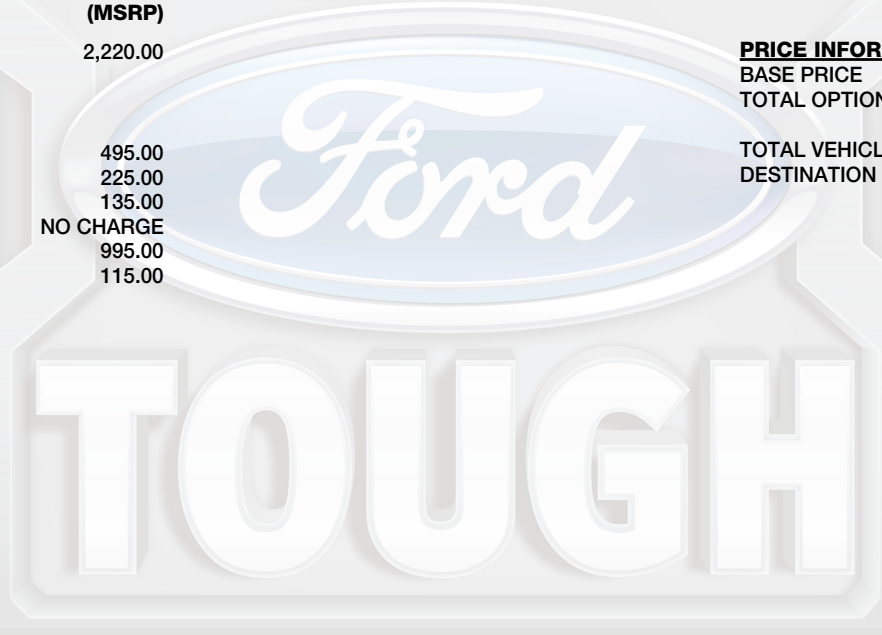 (MSRP)
2,220.00
495.00
225.00
135.00
NO CHARGE
995.00
115.00
PRICE INFOR
BASE PRICE
TOTAL OPTION
TOTAL VEHICL
DESTINATION
Ford
TOUGH